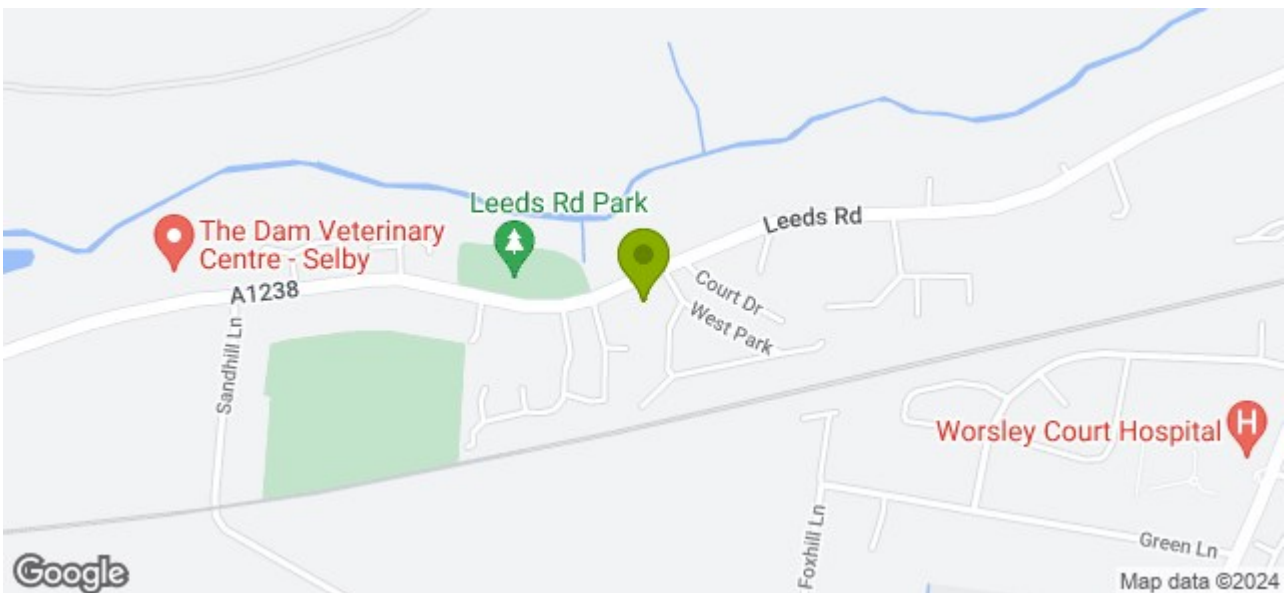 Leeds Rd Park
Leeds Rd
The Dam Veterinary
Centre - Selby
A1238
Court Dr
West Park
Sandhill Ln
Worsley Court Hospital
H
Foxhill Ln
Green Ln
Google
Map data ©2024